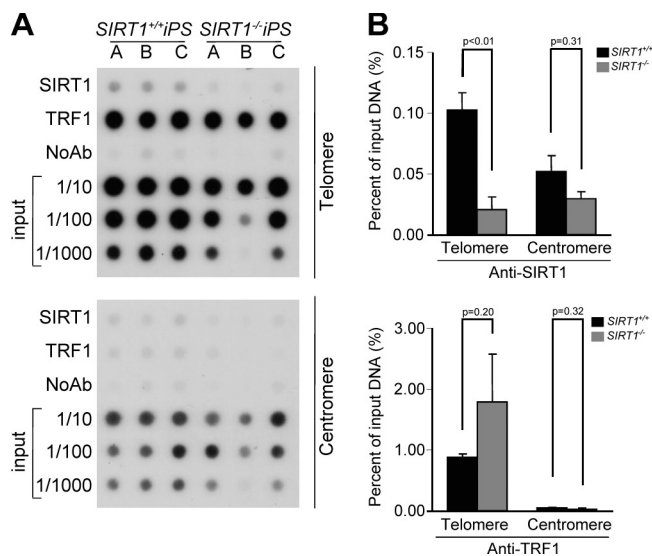 A
SIRT1+/+iPS SIRT1-/-iPS
A B C A B C
SIRT1
TRF1
NoAb
input
1/10
1/100
1/1000
Telomere
SIRT1
TRF1
NoAb
input
1/10
1/100
1/1000
Centromere
B
Percent of input DNA (%)
0.15
0.10
0.05
0.00
p<0.01
p=0.31
SIRT1+/+
SIRT1-/-
Telomere Centromere
Anti-SIRT1
Percent of input DNA (%)
3.00
2.00
1.00
0.00
p=0.20
p=0.32
SIRT1+/+
SIRT1-/-
Telomere Centromere
Anti-TRF1